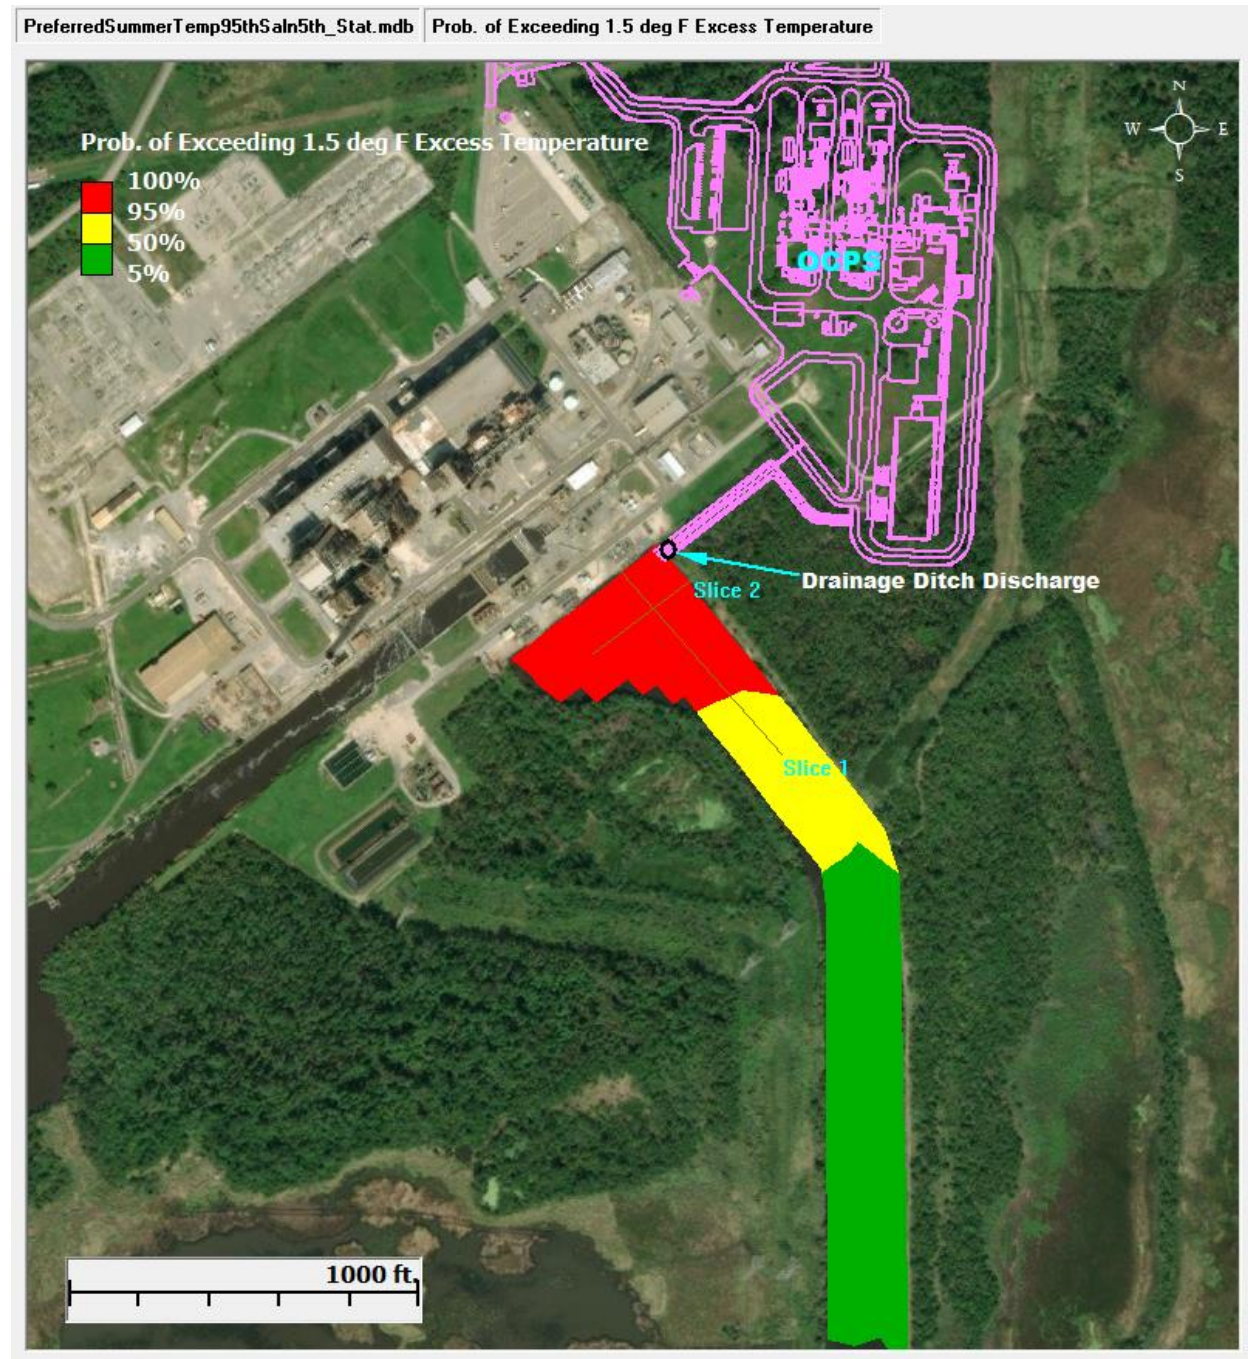 PreferredSummerTemp95thSaln5th_Stat.mdb
Prob. of Exceeding 1.5 deg F Excess Temperature
N
W E
S
Prob. of Exceeding 1.5 deg F Excess Temperature
100%
95%
50%
5%
OCPS
Drainage Ditch Discharge
Slice 2
Slice 1
1000 ft.